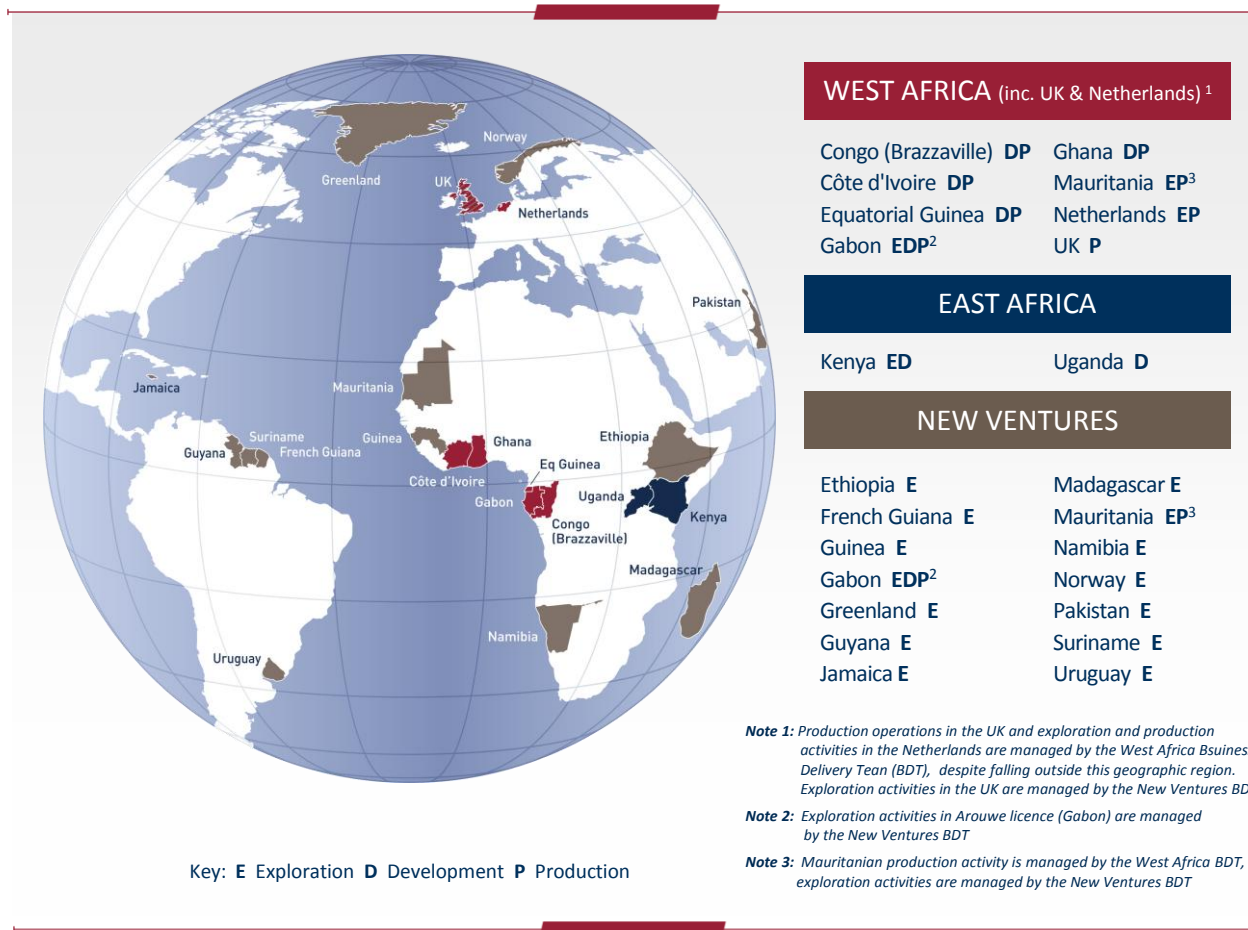 Norway
Greenland
UK
Netherlands
Pakistan
Jamaica
Mauritania
Suriname
Guyana
French Guiana
Guinea
Ghana
Ethiopia
Côte d'Ivoire
Eq Guinea
Gabon
Uganda
Kenya
Congo
(Brazzaville)
Madagascar
Namibia
Uruguay
Key: E Exploration D Development P Production
WEST AFRICA (inc. UK & Netherlands) 1
Congo (Brazzaville) DP Ghana DP
Côte d'Ivoire DP Mauritania EP3
Equatorial Guinea DP Netherlands EP
Gabon EDP2 UK P
EAST AFRICA
Kenya ED Uganda D
NEW VENTURES
Ethiopia E Madagascar E
French Guiana E Mauritania EP3
Guinea E Namibia E
Gabon EDP2 Norway E
Greenland E Pakistan E
Guyana E Suriname E
Jamaica E Uruguay E
Note 1: Production operations in the UK and exploration and production
activities in the Netherlands are managed by the West Africa Bsuines
Delivery Tean (BDT), despite falling outside this geographic region.
Exploration activities in the UK are managed by the New Ventures BD
Note 2: Exploration activities in Arouwe licence (Gabon) are managed
by the New Ventures BDT
Note 3: Mauritanian production activity is managed by the West Africa BDT,
exploration activities are managed by the New Ventures BDT